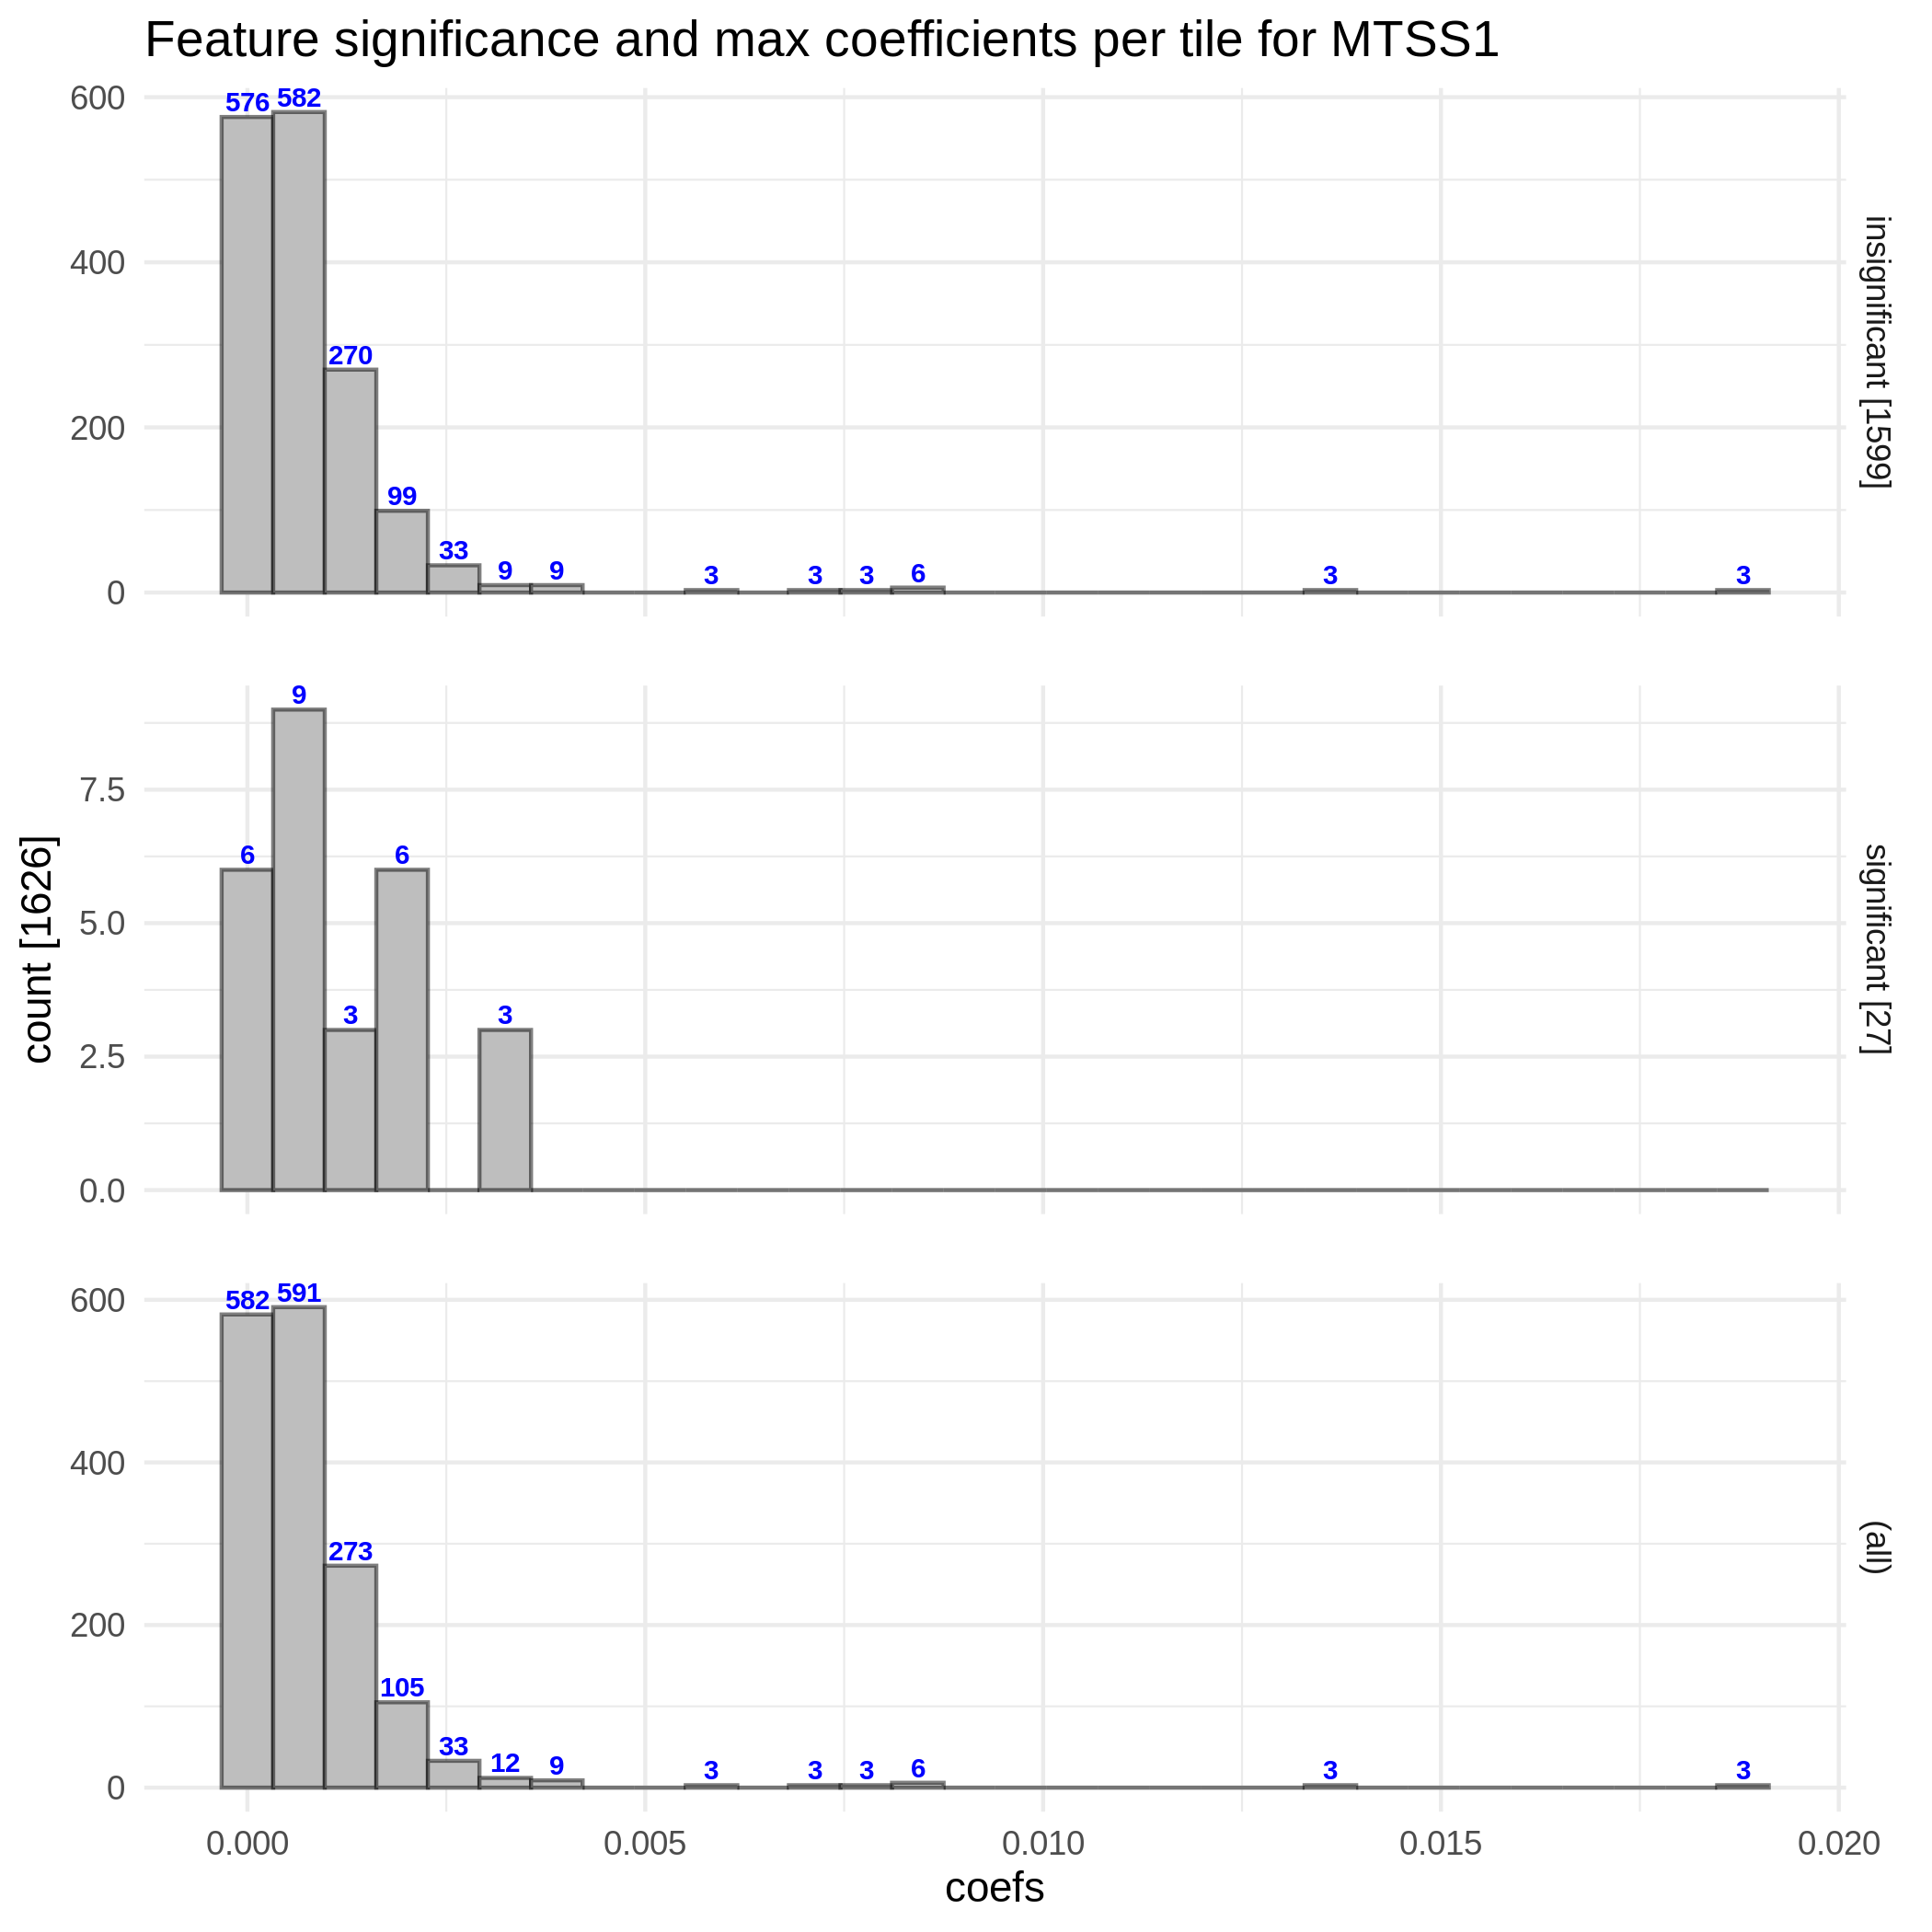 Feature significance and max coefficients per tile for MTSS1
600
400
200
0
576 582 270 99 33 9 9 3 3 3 6 3 3
insignificant [1599]
count [1626]
7.5
5.0
2.5
0.0
6 9 3 6 3
significant [27]
600
400
200
0
582 591 273 105 33 12 9 3 3 3 6 3 3
(all)
0.000 0.005 0.010 0.015 0.020
coefs